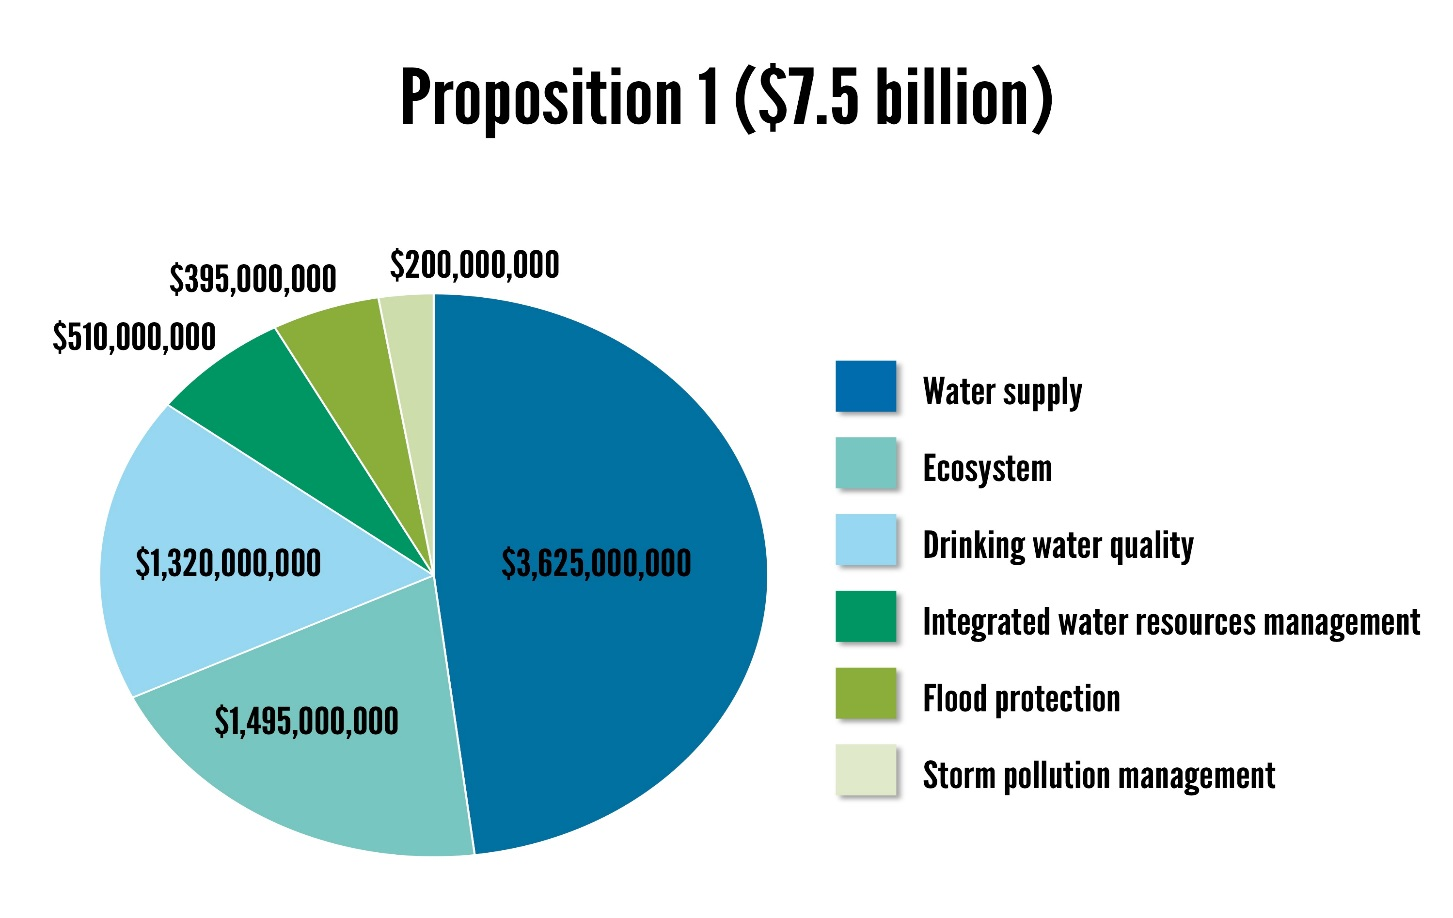 Proposition 1 ($7.5 billion)
$200,000,000
$395,000,000
$510,000,000
$1,320,000,000
$3,625,000,000
$1,495,000,000
Water supply
Ecosystem
Drinking water quality
Integrated water resources management
Flood protection
Storm pollution management